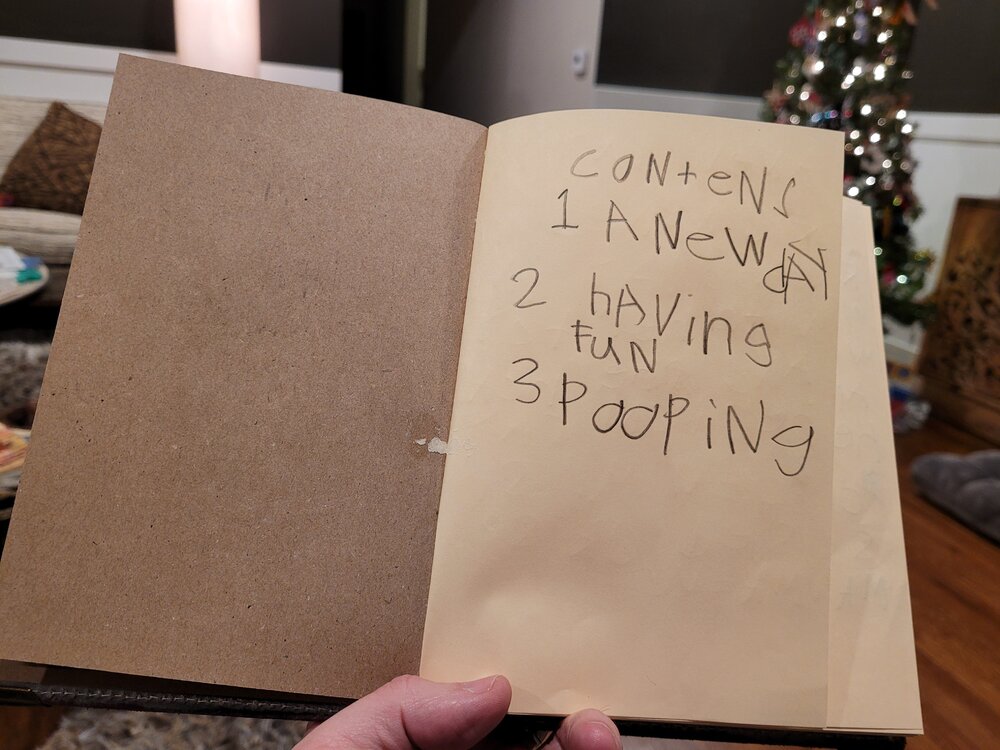 contens
1 A New dAY
2 hAving
fuN
3 PoopiNg